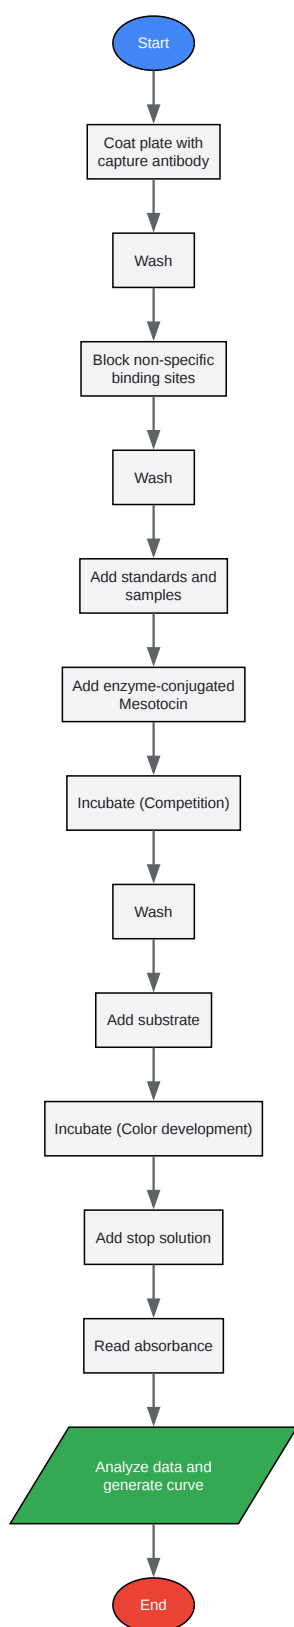 Start
Coat plate with
capture antibody
Wash
Block non-specific
binding sites
Wash
Add standards and
samples
Add enzyme-conjugated
Mesotocin
Incubate (Competition)
Wash
Add substrate
Incubate (Color development)
Add stop solution
Read absorbance
Analyze data and
generate curve
End